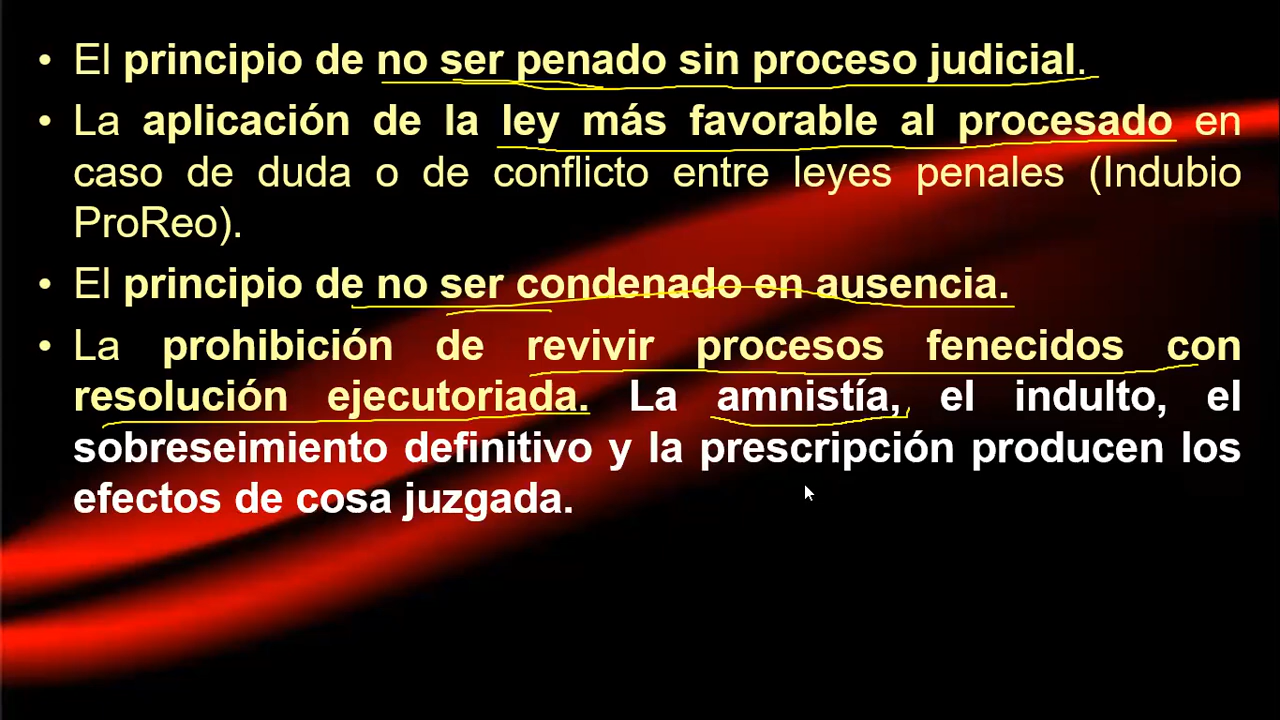 • El principio de no ser penado sin proceso judicial.
• La aplicación de la ley más favorable al procesado en
caso de duda o de conflicto entre leyes penales (Indubio
ProReo).
• El principio de no ser condenado en ausencia.
• La prohibición de revivir procesos fenecidos con
resolución ejecutoriada. La amnistía, el indulto, el
sobreseimiento definitivo y la prescripción producen los
efectos de cosa juzgada.